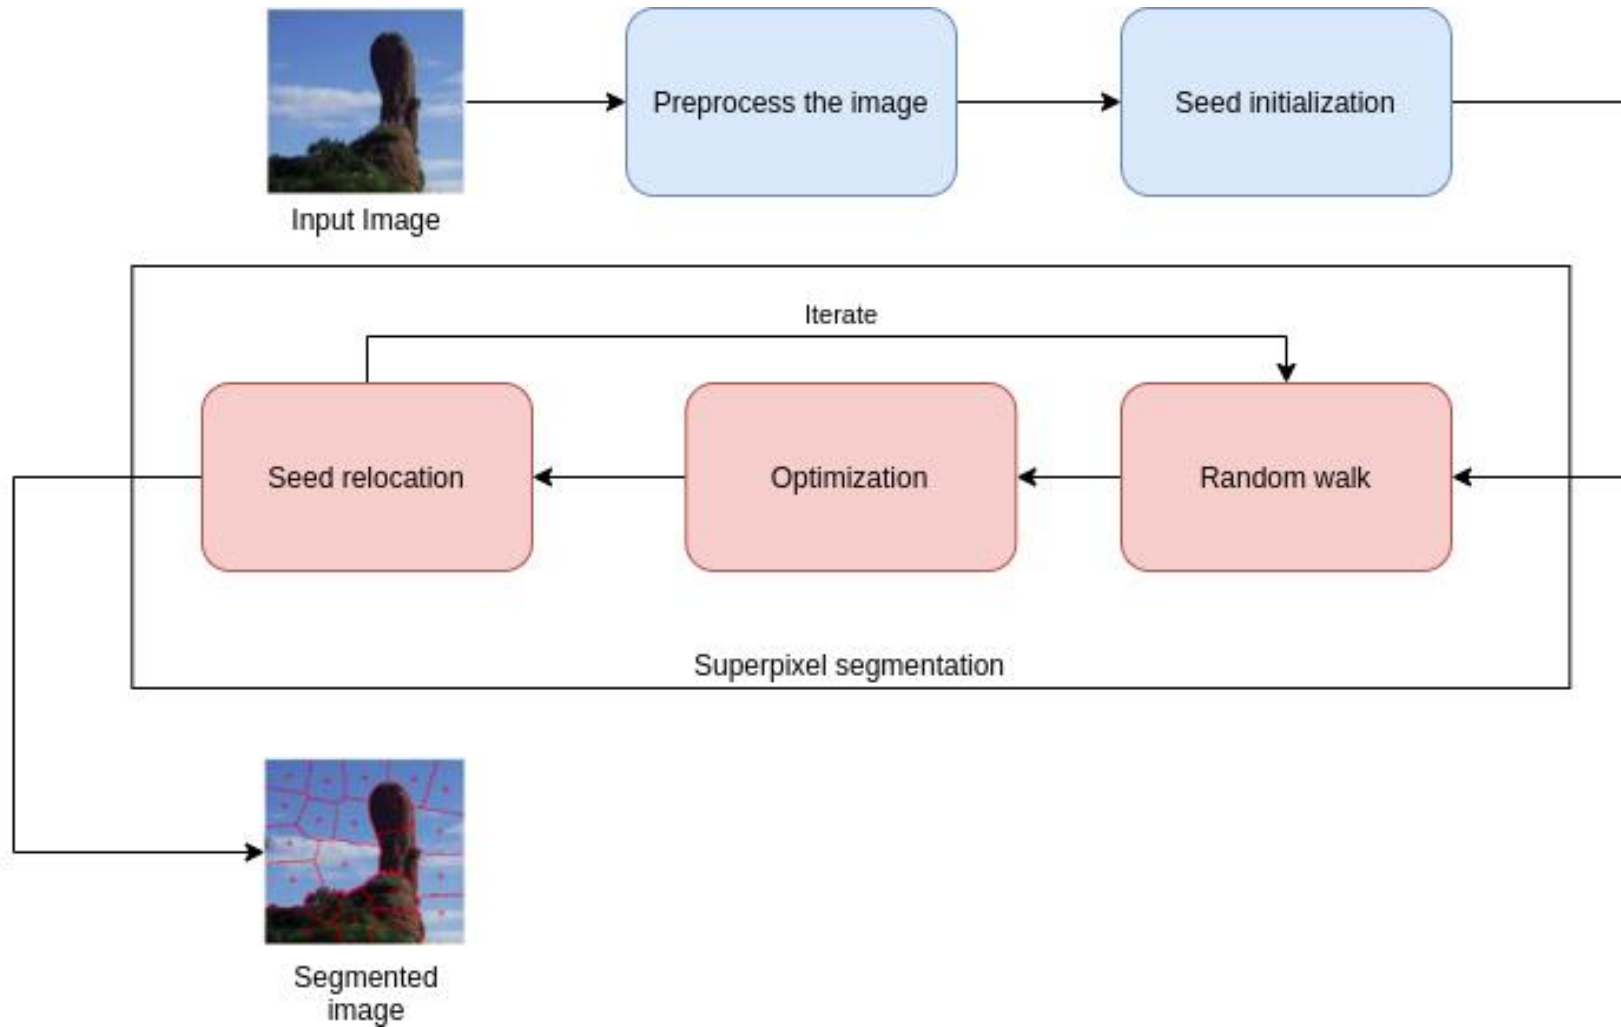 Preprocess the image
Seed initialization
Input Image
Iterate
Seed relocation
Optimization
Random walk
Superpixel segmentation
Segmented
image